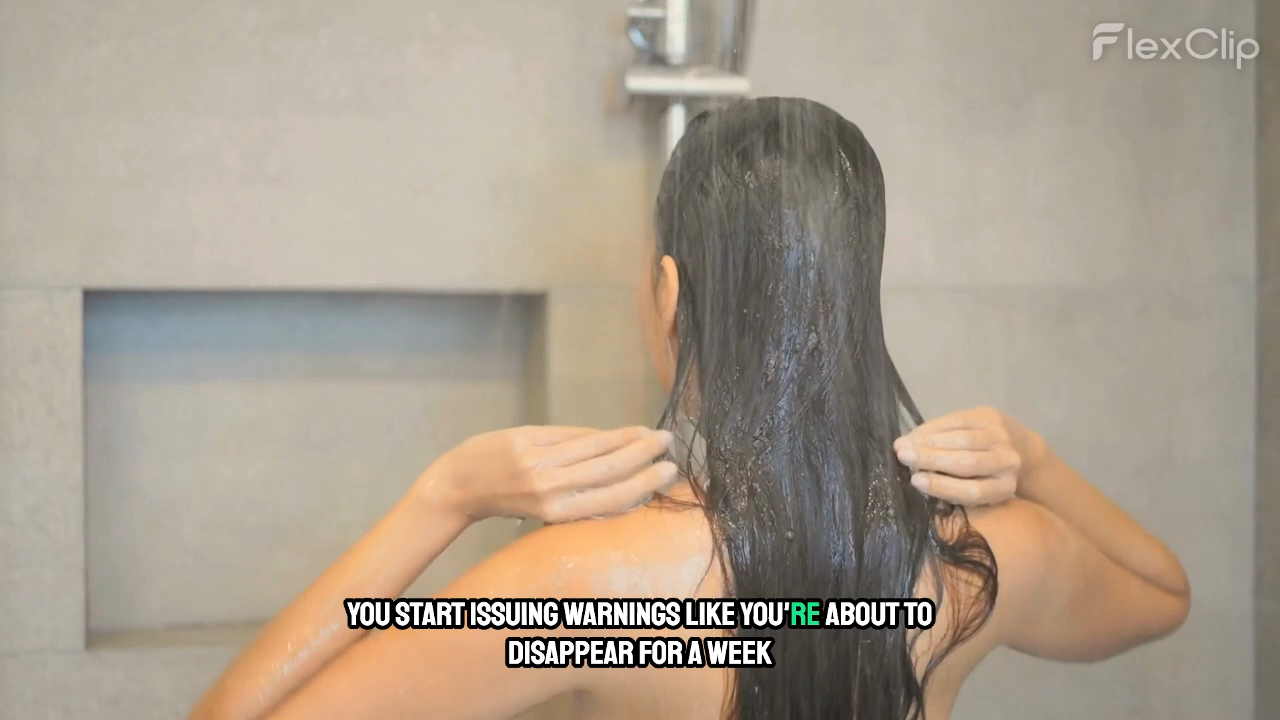 FlexClip
YOU START ISSUING WARNINGS LIKE YOU'RE ABOUT TO
DISAPPEAR FOR A WEEK